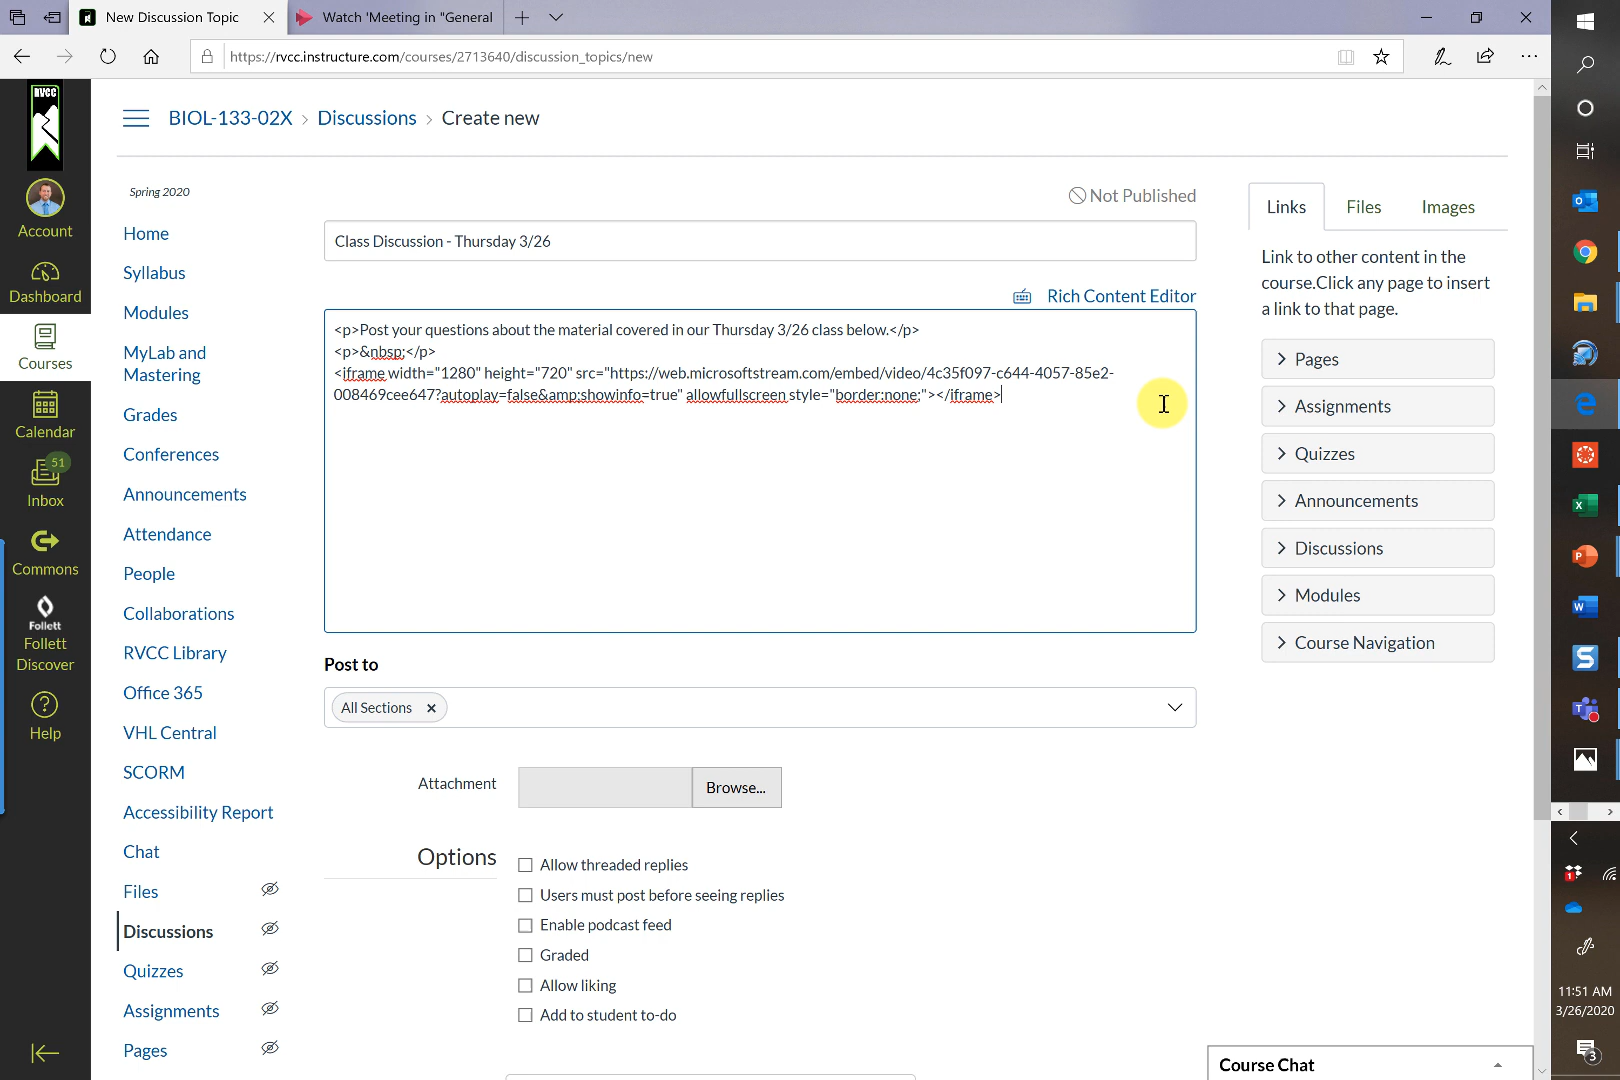 New Discussion Topic
Watch 'Meeting in "General
https://rvcc.instructure.com/courses/2713640/discussion_topics/new
RVCC
BIOL-133-02X > Discussions > Create new
Account
Dashboard
Courses
Calendar
51
Inbox
Commons
Follett
Follett
Discover
Help
Spring 2020
Home
Syllabus
Modules
MyLab and
Mastering
Grades
Conferences
Announcements
Attendance
People
Collaborations
RVCC Library
Office 365
VHL Central
SCORM
Accessibility Report
Chat
Files
Discussions
Quizzes
Assignments
Pages
Not Published
Class Discussion - Thursday 3/26
Rich Content Editor
<p>Post your questions about the material covered in our Thursday 3/26 class below.</p>
<p>&nbsp;</p>
<iframe width="1280" height="720" src="https://web.microsoftstream.com/embed/video/4c35f097-c644-4057-85e2-
008469cee647?autoplay=false&amp;showinfo=true" allowfullscreen style="border:none;"></iframe>
Post to
All Sections
Attachment
Browse...
Options
Allow threaded replies
Users must post before seeing replies
Enable podcast feed
Graded
Allow liking
Add to student to-do
Links
Files
Images
Link to other content in the
course.Click any page to insert
a link to that page.
Pages
Assignments
Quizzes
Announcements
Discussions
Modules
Course Navigation
Course Chat
11:51 AM
3/26/2020
3